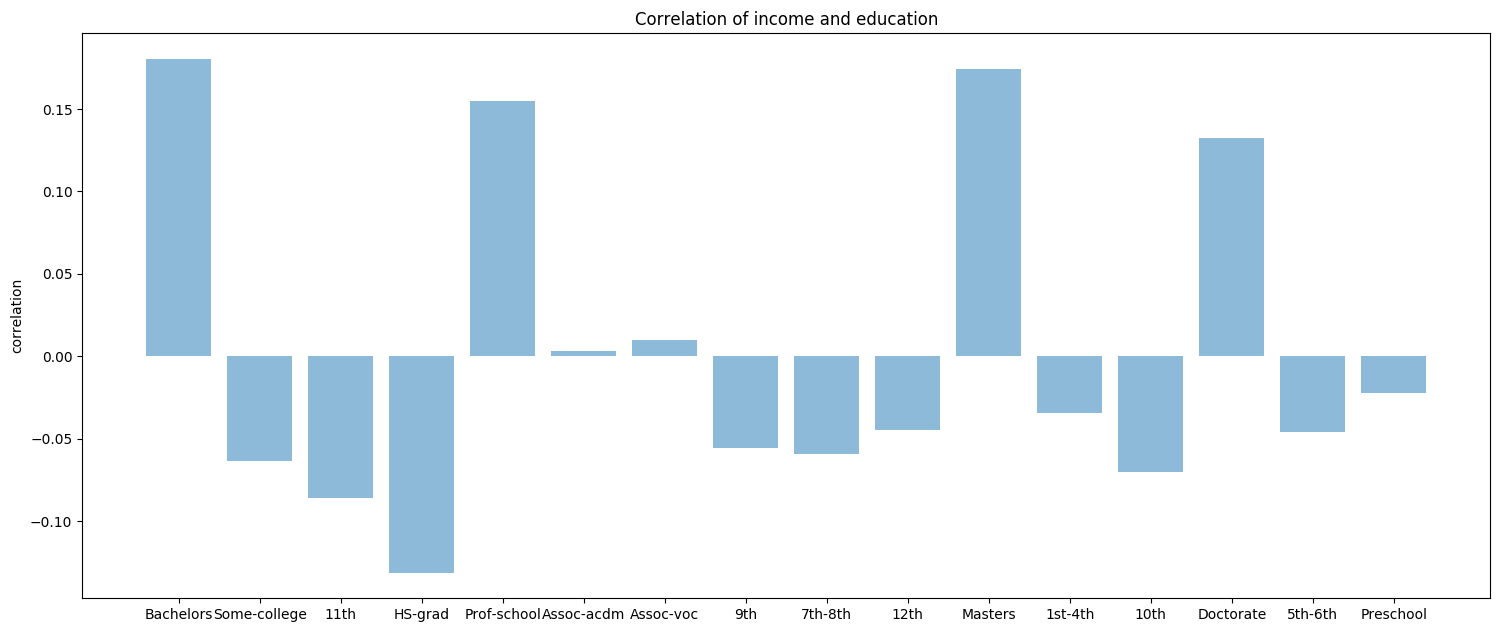 Correlation of income and education
correlation
0.15
0.10
0.05
0.00
−0.05
−0.10
Bachelors Some-college 11th HS-grad Prof-school Assoc-acdm Assoc-voc 9th 7th-8th 12th Masters 1st-4th 10th Doctorate 5th-6th Preschool